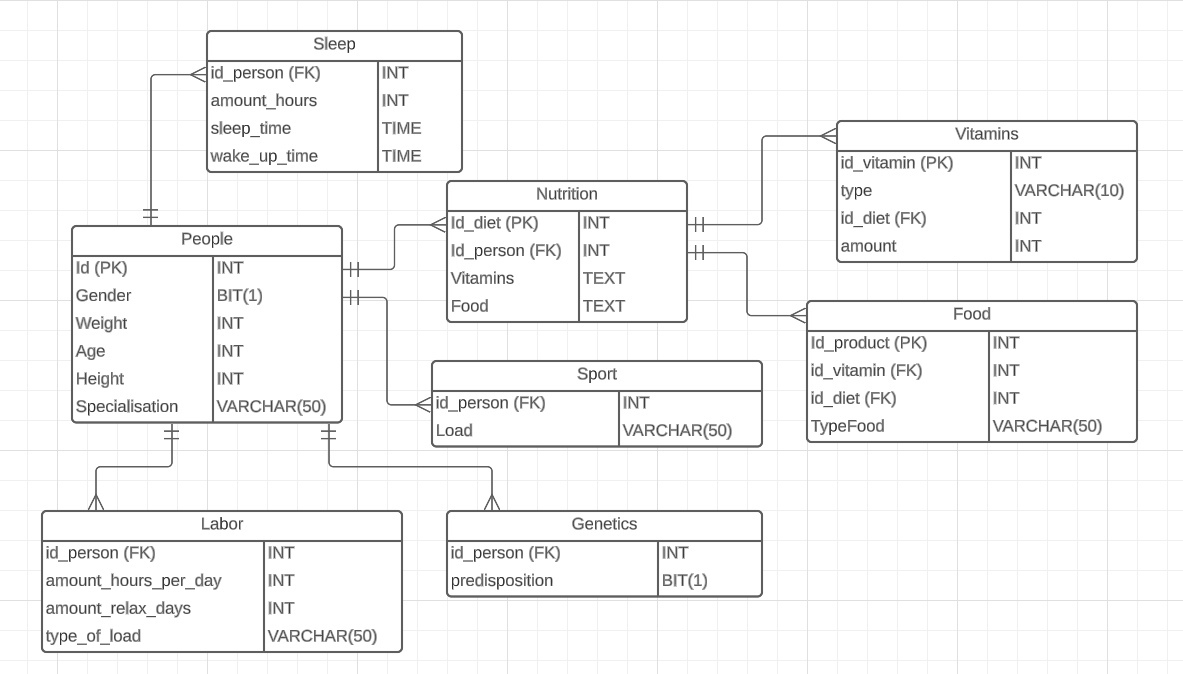 Sleep
id_person (FK) INT
amount_hours INT
sleep_time TIME
wake_up_time TIME
Vitamins
id_vitamin (PK) INT
type VARCHAR(10)
id_diet (FK) INT
amount INT
Nutrition
Id_diet (PK) INT
Id_person (FK) INT
Vitamins TEXT
Food TEXT
People
Id (PK) INT
Gender BIT(1)
Weight INT
Age INT
Height INT
Specialisation VARCHAR(50)
Food
Id_product (PK) INT
id_vitamin (FK) INT
id_diet (FK) INT
TypeFood VARCHAR(50)
Sport
id_person (FK) INT
Load VARCHAR(50)
Labor
id_person (FK) INT
amount_hours_per_day INT
amount_relax_days INT
type_of_load VARCHAR(50)
Genetics
id_person (FK) INT
predisposition BIT(1)